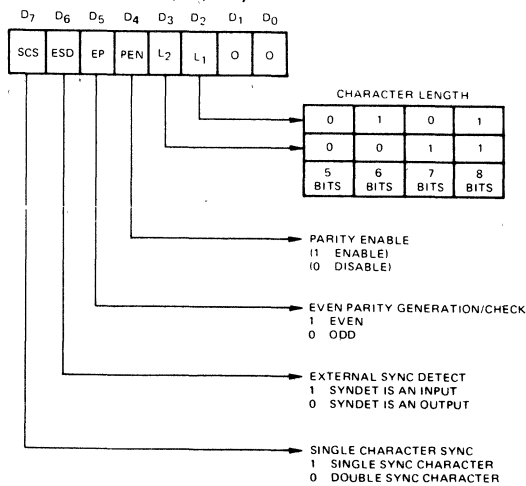 D7 D6 D5 D4 D3 D2 D1 D0
SCS ESD EP PEN L2 L1 0 0
CHARACTER LENGTH
0 1 0 1
0 0 1 1
5 BITS 6 BITS 7 BITS 8 BITS
PARITY ENABLE
(1 ENABLE)
(0 DISABLE)
EVEN PARITY GENERATION/CHECK
1 EVEN
0 ODD
EXTERNAL SYNC DETECT
1 SYNDET IS AN INPUT
0 SYNDET IS AN OUTPUT
SINGLE CHARACTER SYNC
1 SINGLE SYNC CHARACTER
0 DOUBLE SYNC CHARACTER